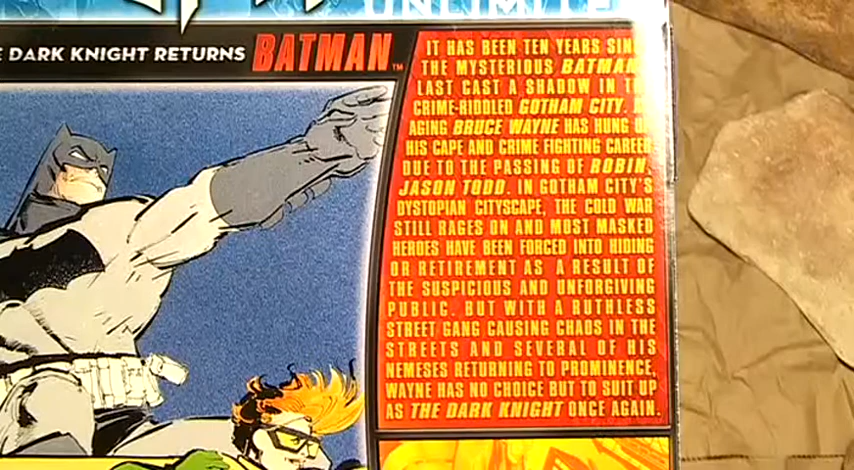 UNLIMITE
DARK KNIGHT RETURNS BATMAN™
IT HAS BEEN TEN YEARS SIN
THE MYSTERIOUS BATMAN
LAST CAST A SHADOW IN T
CRIME-RIDDLED GOTHAM CITY.
AGING BRUCE WAYNE HAS HUNG
HIS CAPE AND CRIME FIGHTING CAREER
DUE TO THE PASSING OF ROBIN,
JASON TODD. IN GOTHAM CITY'S
DYSTOPIAN CITYSCAPE, THE COLD WAR
STILL RAGES ON AND MOST MASKED
HEROES HAVE BEEN FORCED INTO HIDING
OR RETIREMENT AS A RESULT OF
THE SUSPICIOUS AND UNFORGIVING
PUBLIC. BUT WITH A RUTHLESS
STREET GANG CAUSING CHAOS IN THE
STREETS AND SEVERAL OF HIS
NEMESES RETURNING TO PROMINENCE,
WAYNE HAS NO CHOICE BUT TO SUIT UP
AS THE DARK KNIGHT ONCE AGAIN.